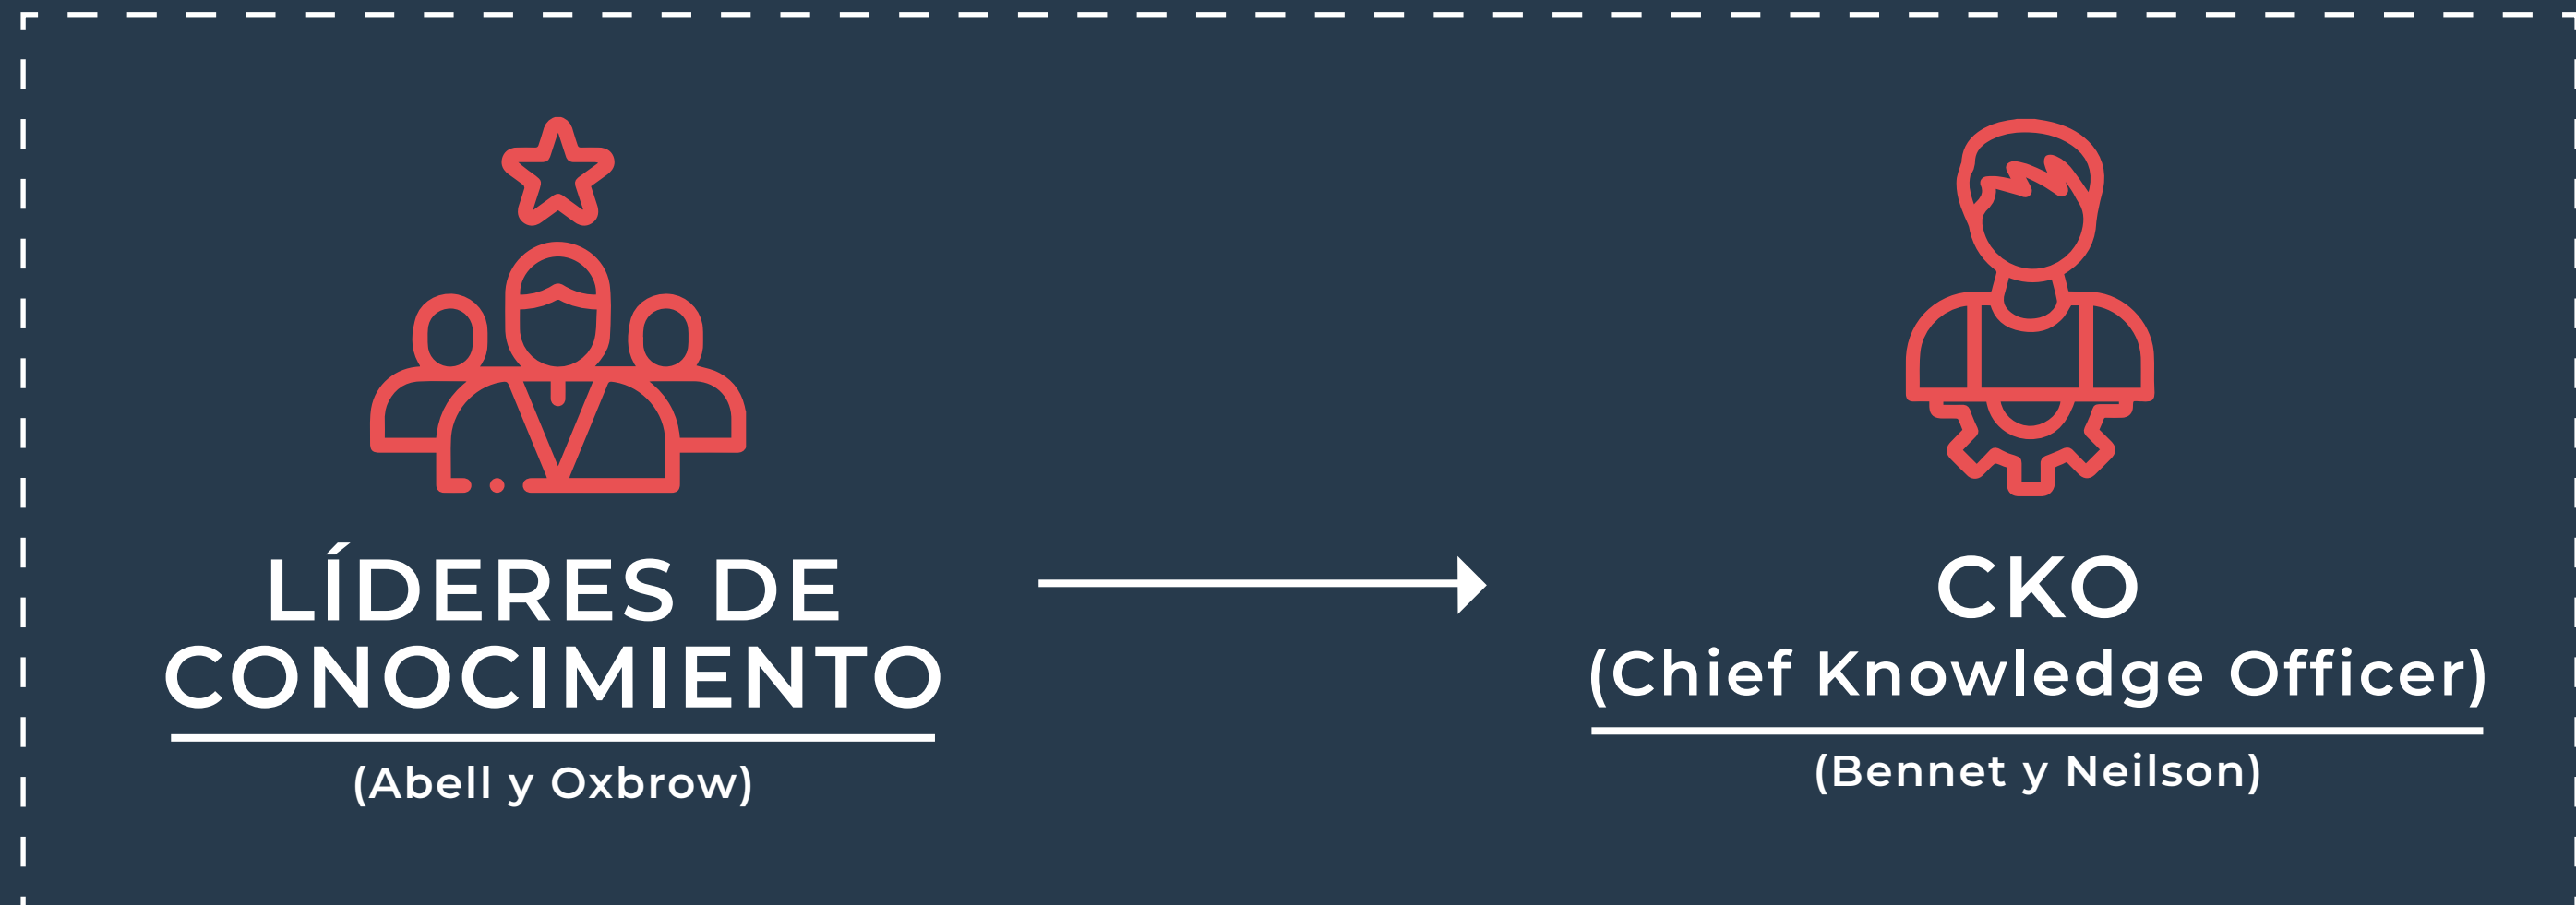 LÍDERES DE
CONOCIMIENTO
(Abell y Oxbrow)
CKO
(Chief Knowledge Officer)
(Bennet y Neilson)